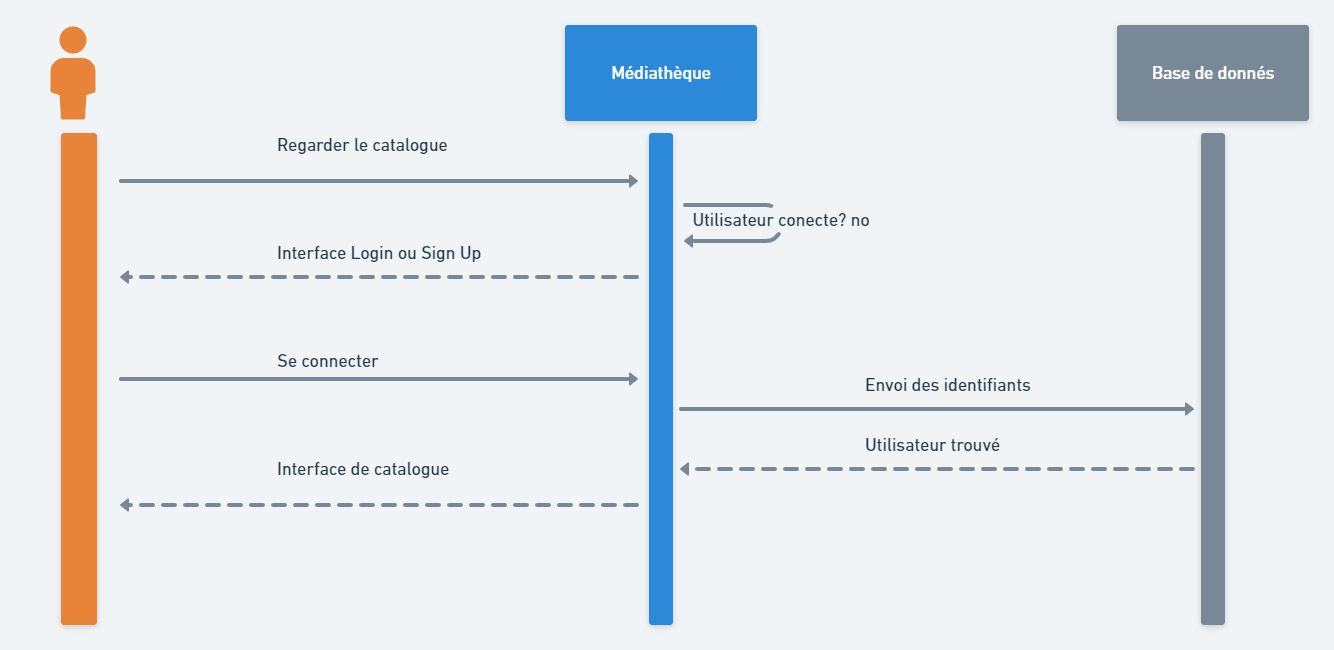 Médiathèque
Base de donnés
Regarder le catalogue
Utilisateur conecte? no
Interface Login ou Sign Up
Se connecter
Envoi des identifiants
Utilisateur trouvé
Interface de catalogue